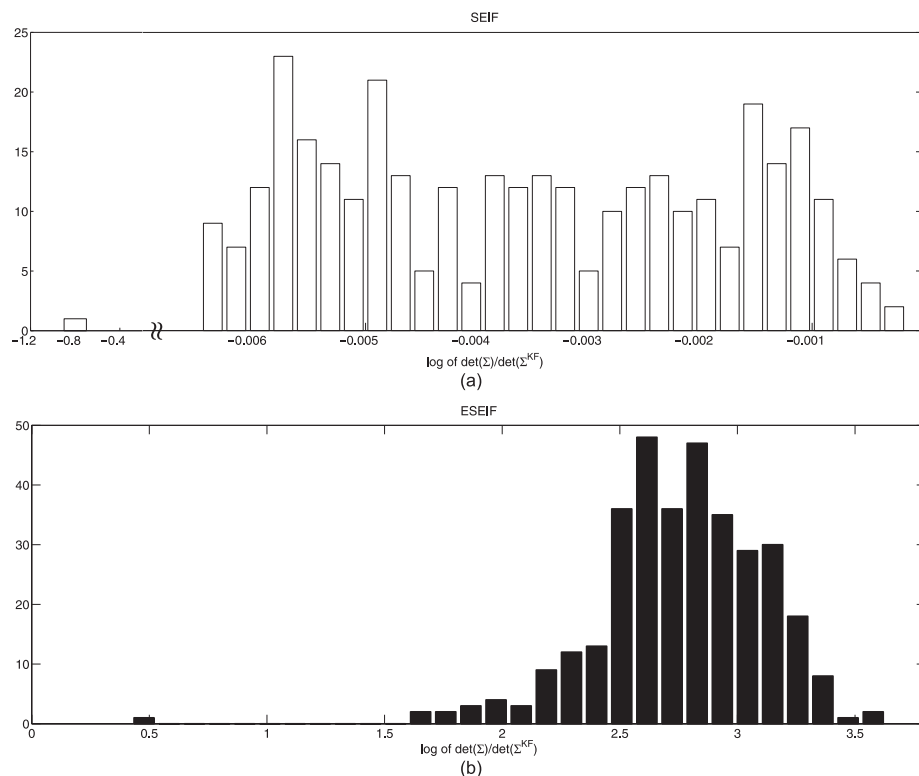 SEIF
25
20
15
10
5
0
−1.2 −0.8 −0.4 −0.006 −0.005 −0.004 −0.003 −0.002 −0.001
log of det(Σ)/det(Σ^KF)
(a)
ESEIF
50
40
30
20
10
0
0 0.5 1 1.5 2 2.5 3 3.5
log of det(Σ)/det(Σ^KF)
(b)